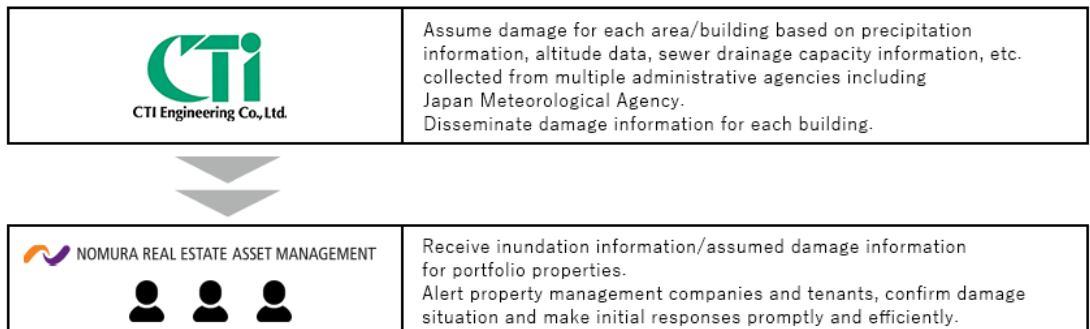 CTi
CTI Engineering Co., Ltd.
Assume damage for each area/building based on precipitation
information, altitude data, sewer drainage capacity information, etc.
collected from multiple administrative agencies including
Japan Meteorological Agency.
Disseminate damage information for each building.
NOMURA REAL ESTATE ASSET MANAGEMENT
Receive inundation information/assumed damage information
for portfolio properties.
Alert property management companies and tenants, confirm damage
situation and make initial responses promptly and efficiently.